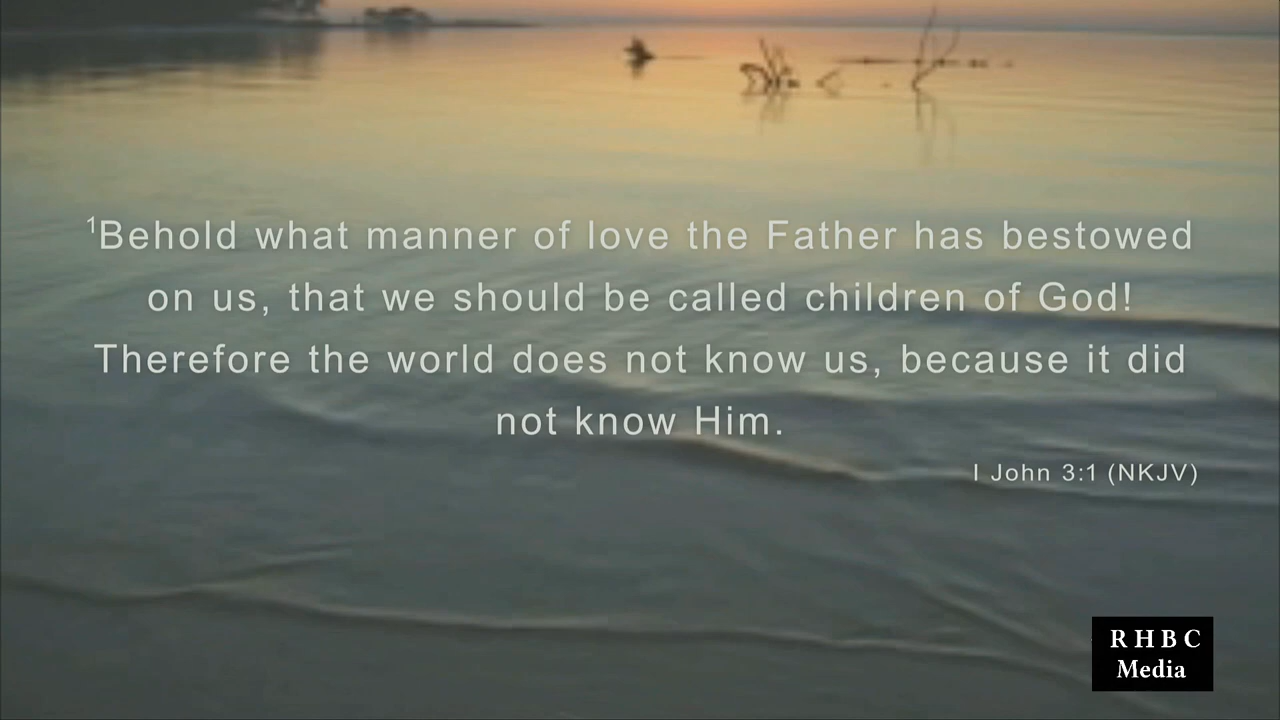 ¹Behold what manner of love the Father has bestowed
on us, that we should be called children of God!
Therefore the world does not know us, because it did
not know Him.
I John 3:1 (NKJV)
RHBC
Media